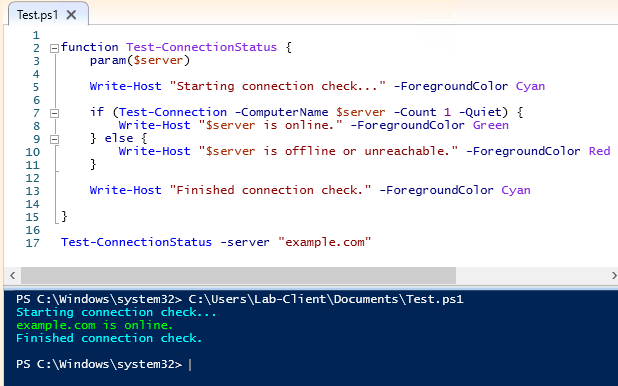 Test.ps1
1
2 function Test-ConnectionStatus {
3 param($server)
4
5 Write-Host "Starting connection check..." -ForegroundColor Cyan
6
7 if (Test-Connection -ComputerName $server -Count 1 -Quiet) {
8 Write-Host "$server is online." -ForegroundColor Green
9 } else {
10 Write-Host "$server is offline or unreachable." -ForegroundColor Red
11 }
12
13 Write-Host "Finished connection check." -ForegroundColor Cyan
14
15 }
16
17 Test-ConnectionStatus -server "example.com"
PS C:\Windows\system32> C:\Users\Lab-Client\Documents\Test.ps1
Starting connection check...
example.com is online.
Finished connection check.
PS C:\Windows\system32>